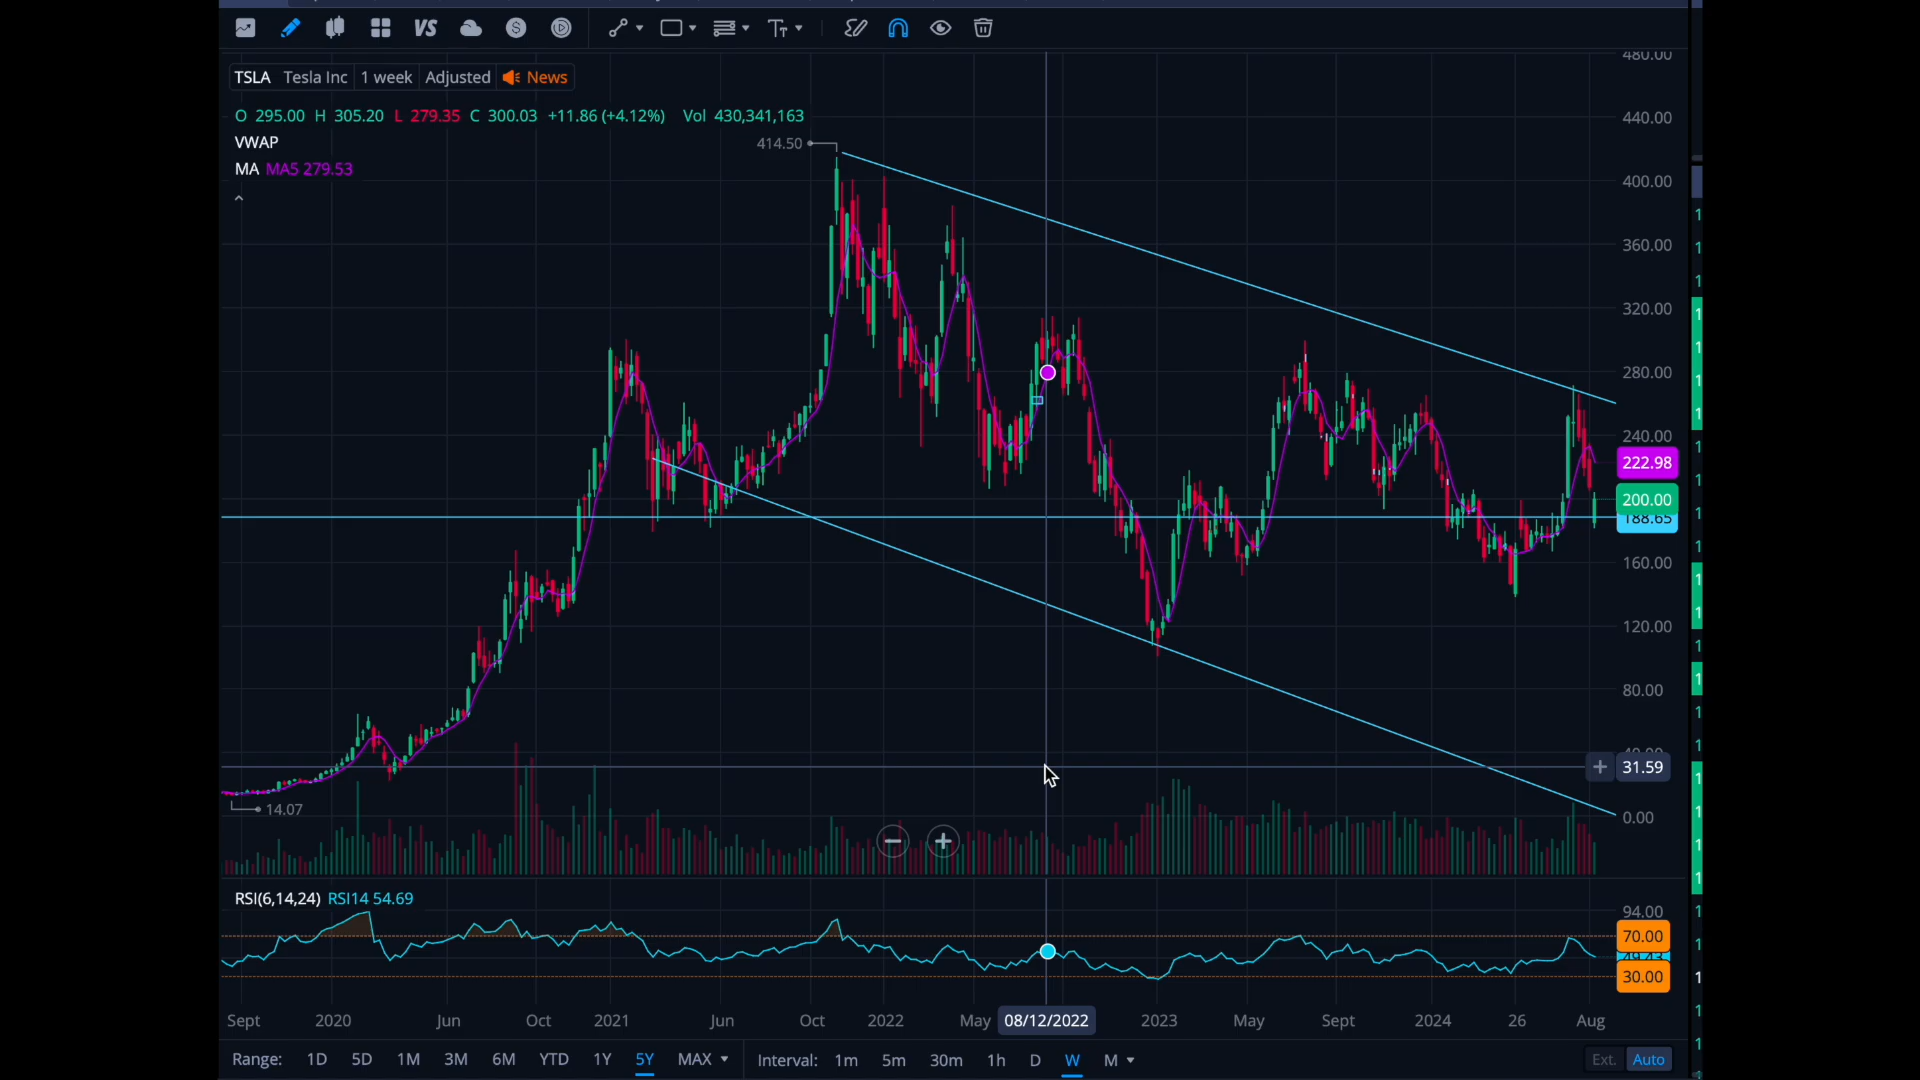 VS
TSLA Tesla Inc 1 week Adjusted News
O 295.00 H 305.20 L 279.35 C 300.03 +11.86 (+4.12%) Vol 430,341,163
VWAP
MA MA5 279.53
414.50
14.07
480.00
440.00
400.00
360.00
320.00
280.00
240.00
222.98
200.00
188.65
160.00
120.00
80.00
31.59
0.00
RSI(6,14,24) RSI14 54.69
94.00
70.00
30.00
Sept 2020 Jun Oct 2021 Jun Oct 2022 May 08/12/2022 2023 May Sept 2024 26 Aug
Range: 1D 5D 1M 3M 6M YTD 1Y 5Y MAX Interval: 1m 5m 30m 1h D W M Ext. Auto